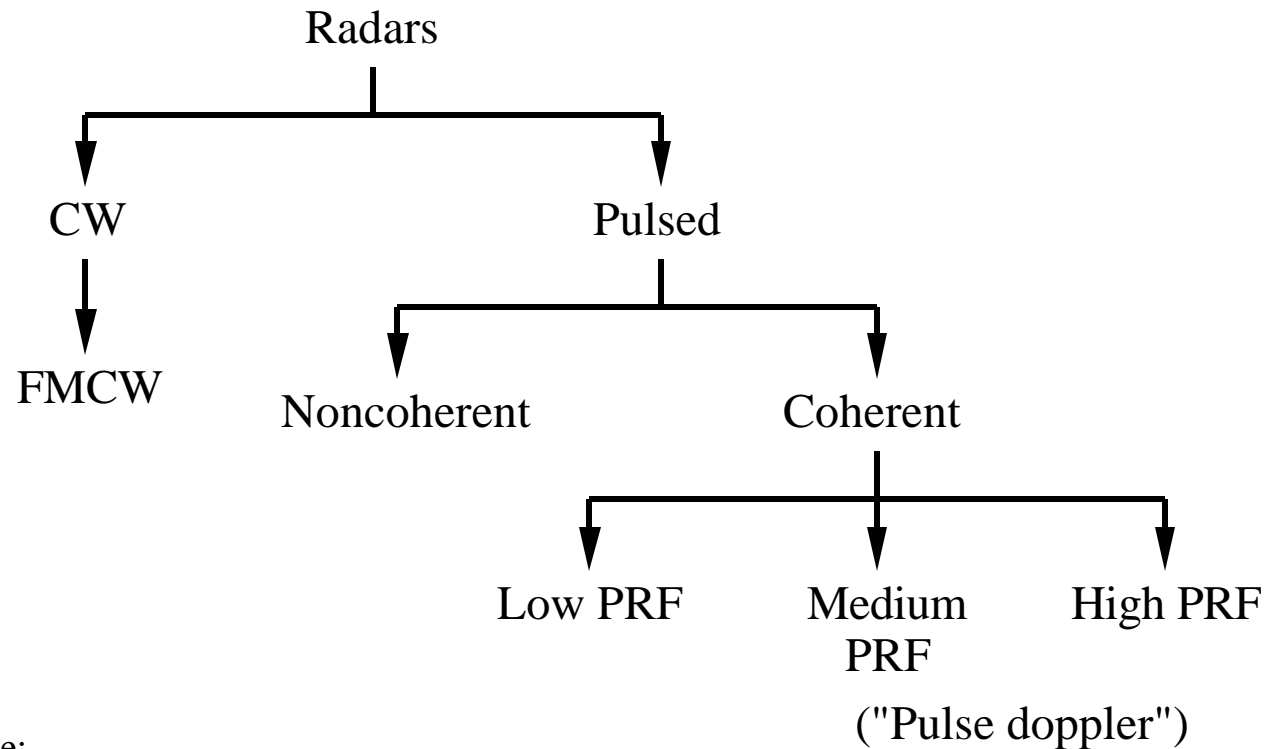 Radars
CW
Pulsed
FMCW
Noncoherent
Coherent
Low PRF
Medium
PRF
High PRF
("Pulse doppler")